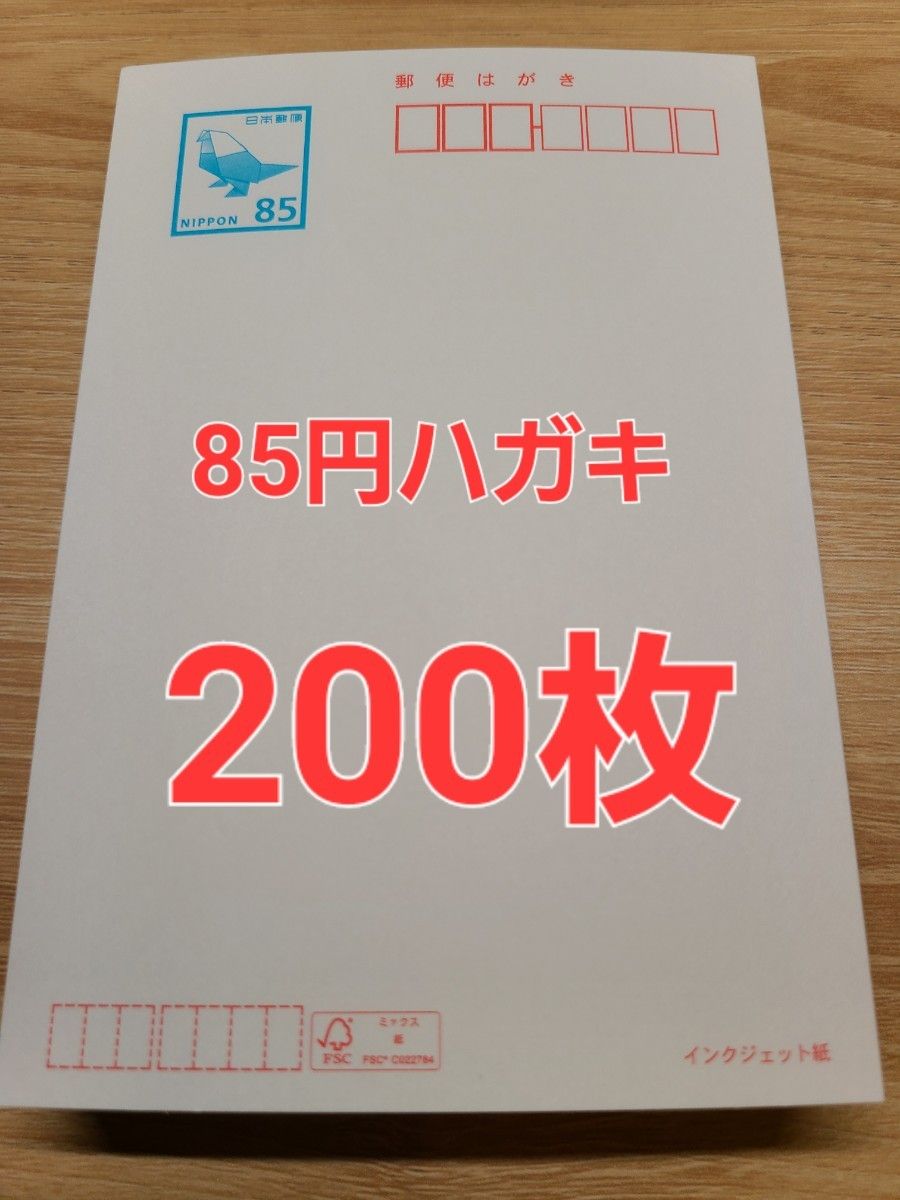 郵便はがき
日本郵便
NIPPON 85
85円ハガキ
200枚
FSC
ミックス
紙
FSC® C022784
インクジェット紙